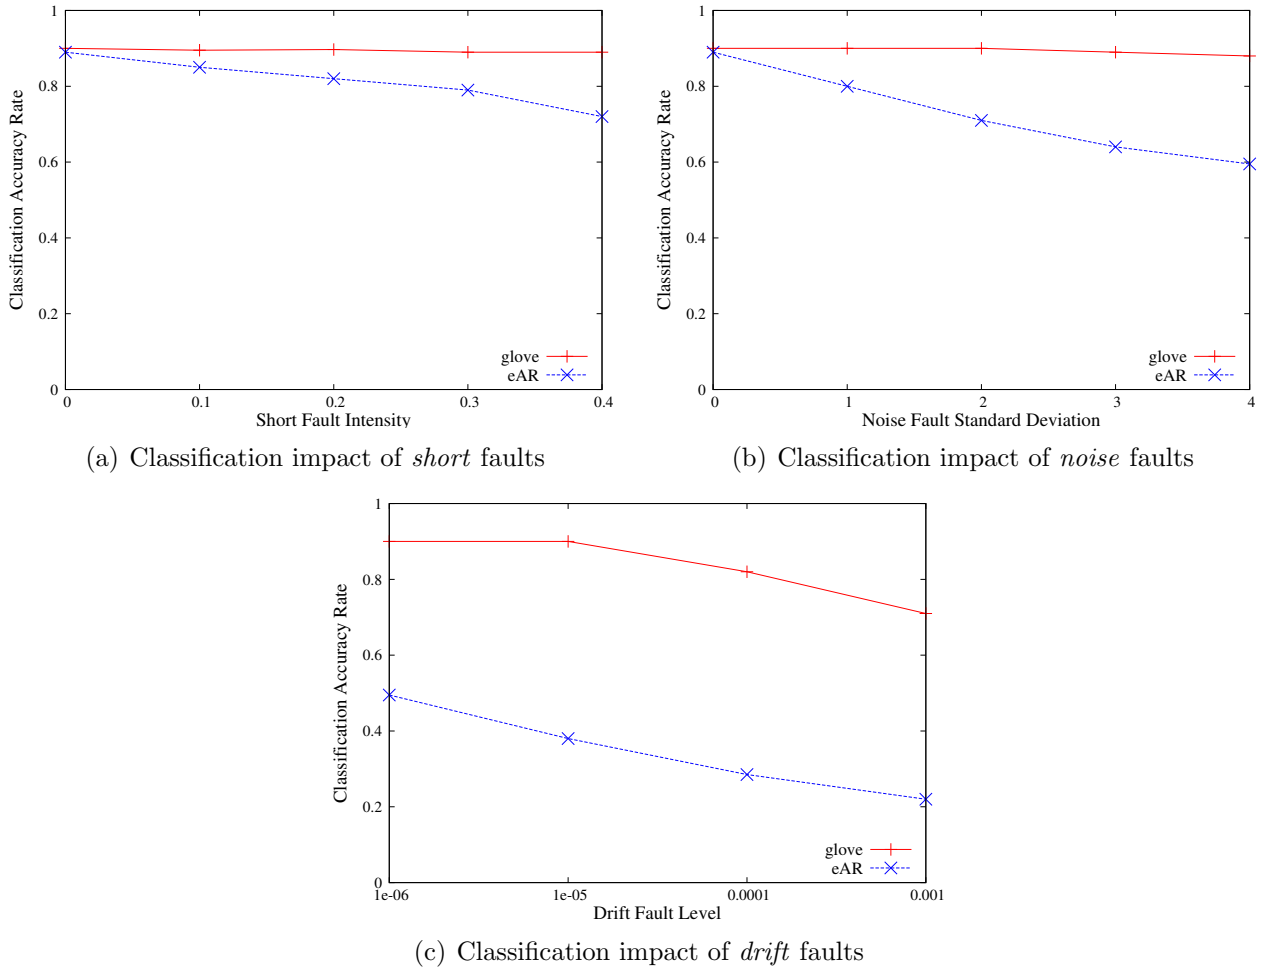 1
0.8
0.6
0.4
0.2
0
0 0.1 0.2 0.3 0.4
Classification Accuracy Rate
Short Fault Intensity
glove
eAR
(a) Classification impact of short faults
1
0.8
0.6
0.4
0.2
0
0 1 2 3 4
Classification Accuracy Rate
Noise Fault Standard Deviation
glove
eAR
(b) Classification impact of noise faults
1
0.8
0.6
0.4
0.2
0
1e-06 1e-05 0.0001 0.001
Classification Accuracy Rate
Drift Fault Level
glove
eAR
(c) Classification impact of drift faults